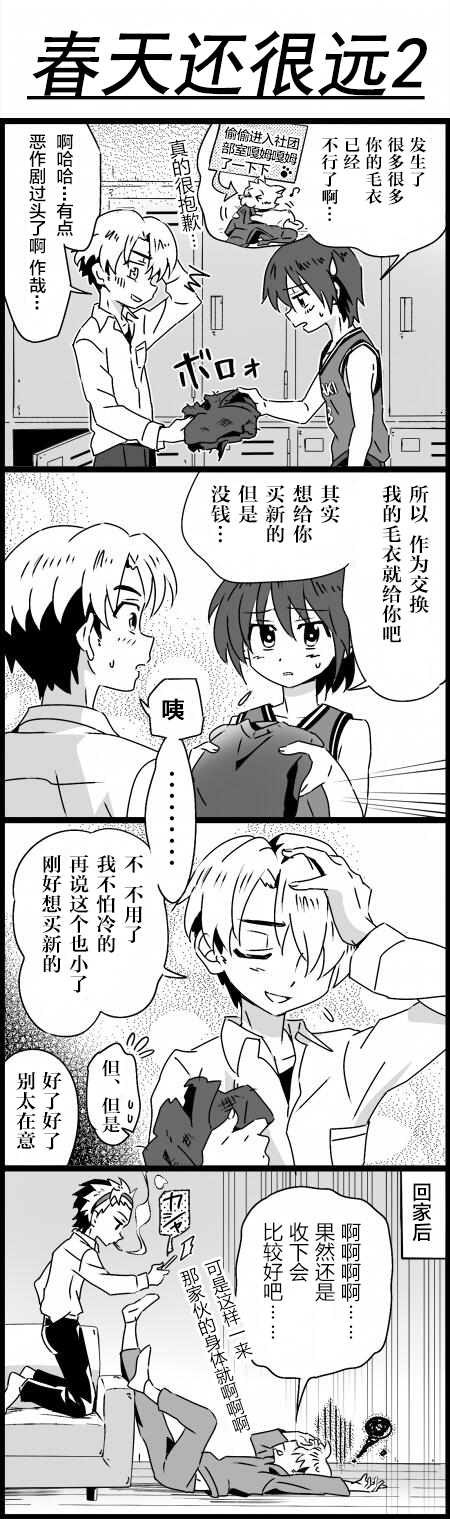 春天还很远2
发生了
很多很多
你的毛衣
已经
不行了啊…
偷偷进入社团
部室嘎姆嘎姆
了一下下
真的很抱歉…
啊哈哈…有点
恶作剧过头了啊 作哉…
ボロォ
KI
所以 作为交换
我的毛衣就给你吧
其实
想给你
买新的
但是
没钱…
咦
………
不 不用了
我不怕冷的
再说这个也小了
刚好想买新的
但、但是
好了好了
别太在意
回家后
啊啊啊啊……
果然还是
收下会
比较好吧……
可是这样一来
那家伙的身体就啊啊啊
カシャ